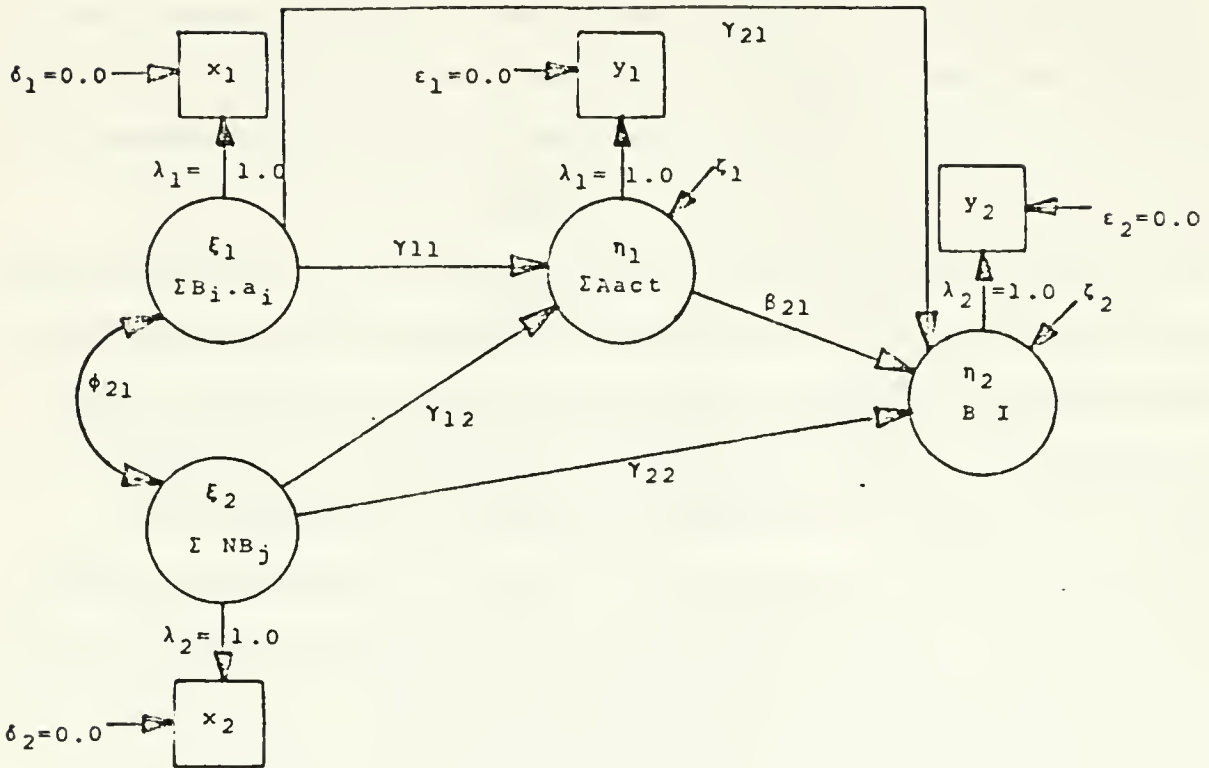 γ21
δ1=0.0
x1
ε1=0.0
y1
λ1= 1.0
λ1= 1.0
ζ1
y2
ε2=0.0
ξ1
ΣBi.ai
γ11
η1
ΣAact
λ2 =1.0
ζ2
β21
η2
B I
φ21
γ12
γ22
ξ2
Σ NBj
λ2= 1.0
δ2=0.0
x2